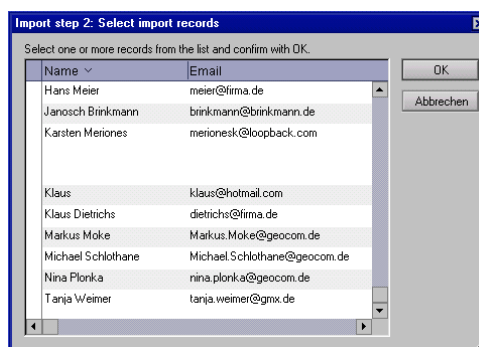 Import step 2: Select import records
Select one or more records from the list and confirm with OK.
Name Email
OK
Abbrechen
Hans Meier meier@firma.de
Janosch Brinkmann brinkmann@brinkmann.de
Karsten Meriones merionesk@loopback.com
Klaus klaus@hotmail.com
Klaus Dietrichs dietrichs@firma.de
Markus Moke Markus.Moke@geocom.de
Michael Schlothane Michael.Schlothane@geocom.de
Nina Plonka nina.plonka@geocom.de
Tanja Weimer tanja.weimer@gmx.de